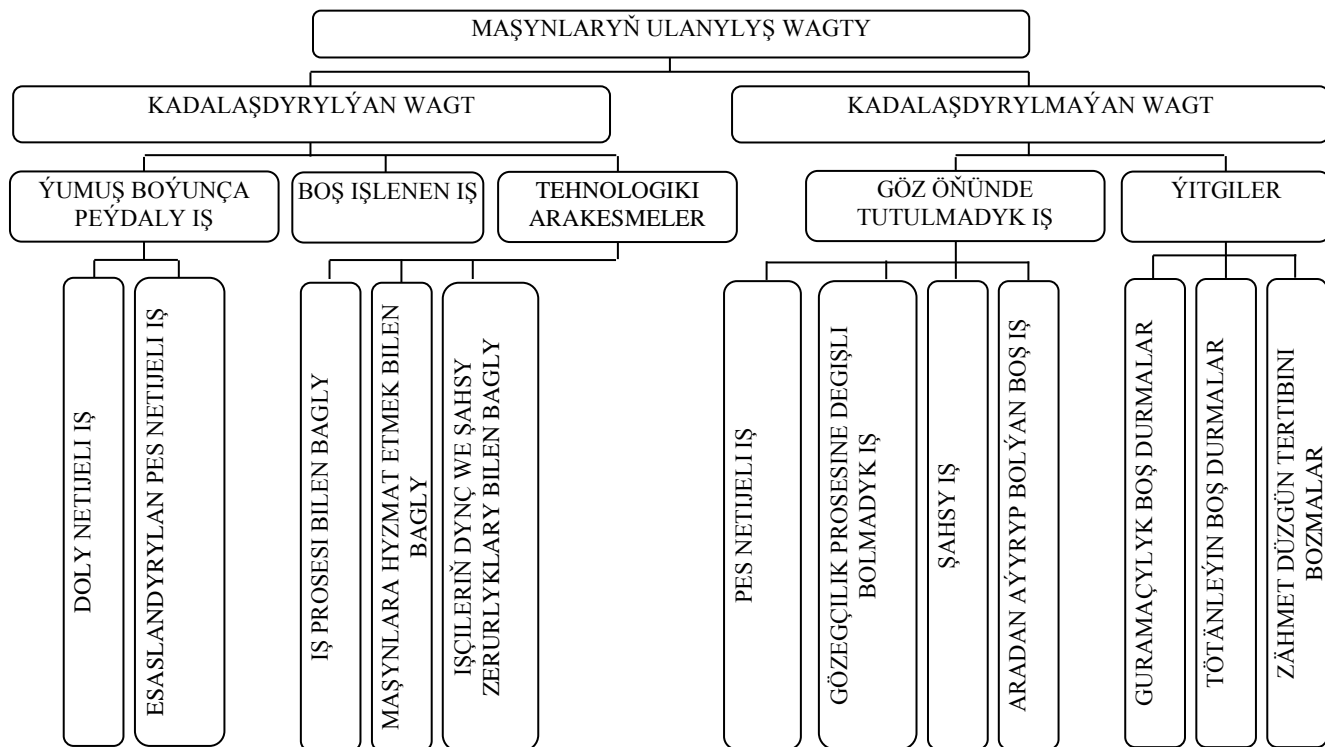 MAŞYNLARYŇ ULANYLYŞ WAGTY
KADALAŞDYRYLÝAN WAGT
KADALAŞDYRYLMAÝAN WAGT
ÝUMUŞ BOÝUNÇA
PEÝDALY IŞ
BOŞ IŞLENEN IŞ
TEHNOLOGIKI
ARAKESMELER
GÖZ ÖŇÜNDE
TUTULMADYK IŞ
ÝITGILER
DOLY NETIJELI IŞ
ESASLANDYRYLAN PES NETIJELI IŞ
IŞ PROSESI BILEN BAGLY
MAŞYNLARA HYZMAT ETMEK BILEN
BAGLY
IŞÇILERIŇ DYNÇ WE ŞAHSY
ZERURLYKLARY BILEN BAGLY
PES NETIJELI IŞ
GÖZEGÇILIK PROSESINE DEGIŞLI
BOLMADYK IŞ
ŞAHSY IŞ
ARADAN AÝYRYP BOLÝAN BOŞ IŞ
GURAMAÇYLYK BOŞ DURMALAR
TÖTÄNLEÝIN BOŞ DURMALAR
ZÄHMET DÜZGÜN TERTIBINI
BOZMALAR